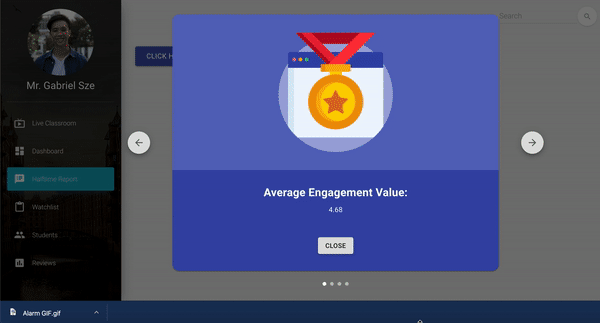 Mr. Gabriel Sze
Live Classroom
Dashboard
Halftime Report
Watchlist
Students
Reviews
CLICK H
Search
Average Engagement Value:
4.68
CLOSE
Alarm GIF.gif